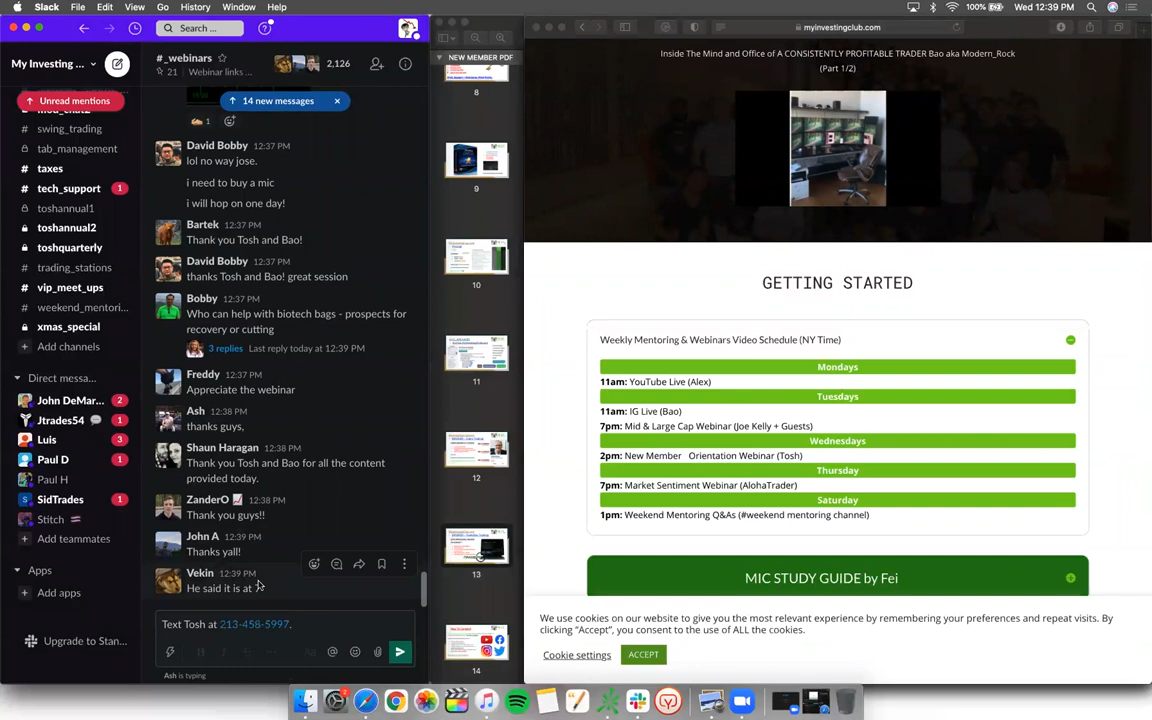 Slack File Edit View Go History Window Help
100% Wed 12:39 PM
Search ...
My Investing ...
Unread mentions
swing_trading
tab_management
taxes
tech_support 1
toshannual1
toshannual2
toshquarterly
trading_stations
vip_meet_ups
weekend_mentori...
xmas_special
Add channels
Direct messa...
John DeMar... 2
Jtrades54 1
Luis 3
Paul D 1
Paul H
SidTrades 1
Stitch
Add teammates
Apps
Add apps
Upgrade to Stan...
#_webinars
21 Webinar links ...
2,126
14 new messages
1
David Bobby 12:37 PM
lol no way jose.
i need to buy a mic
i will hop on one day!
Bartek 12:37 PM
Thank you Tosh and Bao!
David Bobby 12:37 PM
thanks Tosh and Bao! great session
Bobby 12:37 PM
Who can help with biotech bags - prospects for
recovery or cutting
3 replies Last reply today at 12:39 PM
Freddy 12:37 PM
Appreciate the webinar
Ash 12:38 PM
thanks guys,
Shaun Haragan 12:38 PM
Thank you Tosh and Bao for all the content
provided today.
ZanderO 12:38 PM
Thank you guys!!
John A 12:39 PM
Thanks yall!
Vekin 12:39 PM
He said it is at
Text Tosh at 213-458-5997.
Ash is typing
NEW MEMBER PDF
8
9
10
11
12
13
14
myinvestingclub.com
Inside The Mind and Office of A CONSISTENTLY PROFITABLE TRADER Bao aka Modern_Rock
(Part 1/2)
GETTING STARTED
Weekly Mentoring & Webinars Video Schedule (NY Time)
Mondays
11am: YouTube Live (Alex)
Tuesdays
11am: IG Live (Bao)
7pm: Mid & Large Cap Webinar (Joe Kelly + Guests)
Wednesdays
2pm: New Member Orientation Webinar (Tosh)
Thursday
7pm: Market Sentiment Webinar (AlohaTrader)
Saturday
1pm: Weekend Mentoring Q&As (#weekend mentoring channel)
MIC STUDY GUIDE by Fei
We use cookies on our website to give you the most relevant experience by remembering your preferences and repeat visits. By
clicking "Accept", you consent to the use of ALL the cookies.
Cookie settings ACCEPT